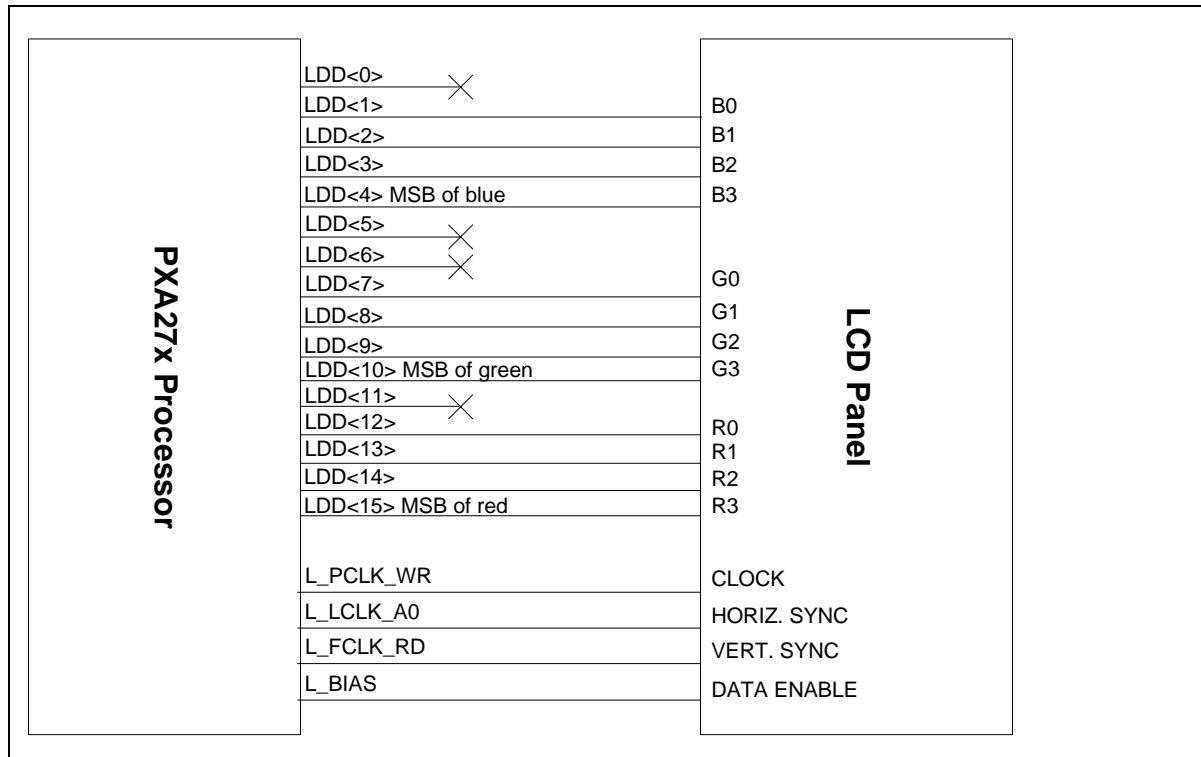 PXA27x Processor
LDD<0>
LDD<1>
LDD<2>
LDD<3>
LDD<4> MSB of blue
LDD<5>
LDD<6>
LDD<7>
LDD<8>
LDD<9>
LDD<10> MSB of green
LDD<11>
LDD<12>
LDD<13>
LDD<14>
LDD<15> MSB of red
L_PCLK_WR
L_LCLK_A0
L_FCLK_RD
L_BIAS
B0
B1
B2
B3
G0
G1
G2
G3
R0
R1
R2
R3
CLOCK
HORIZ. SYNC
VERT. SYNC
DATA ENABLE
LCD Panel